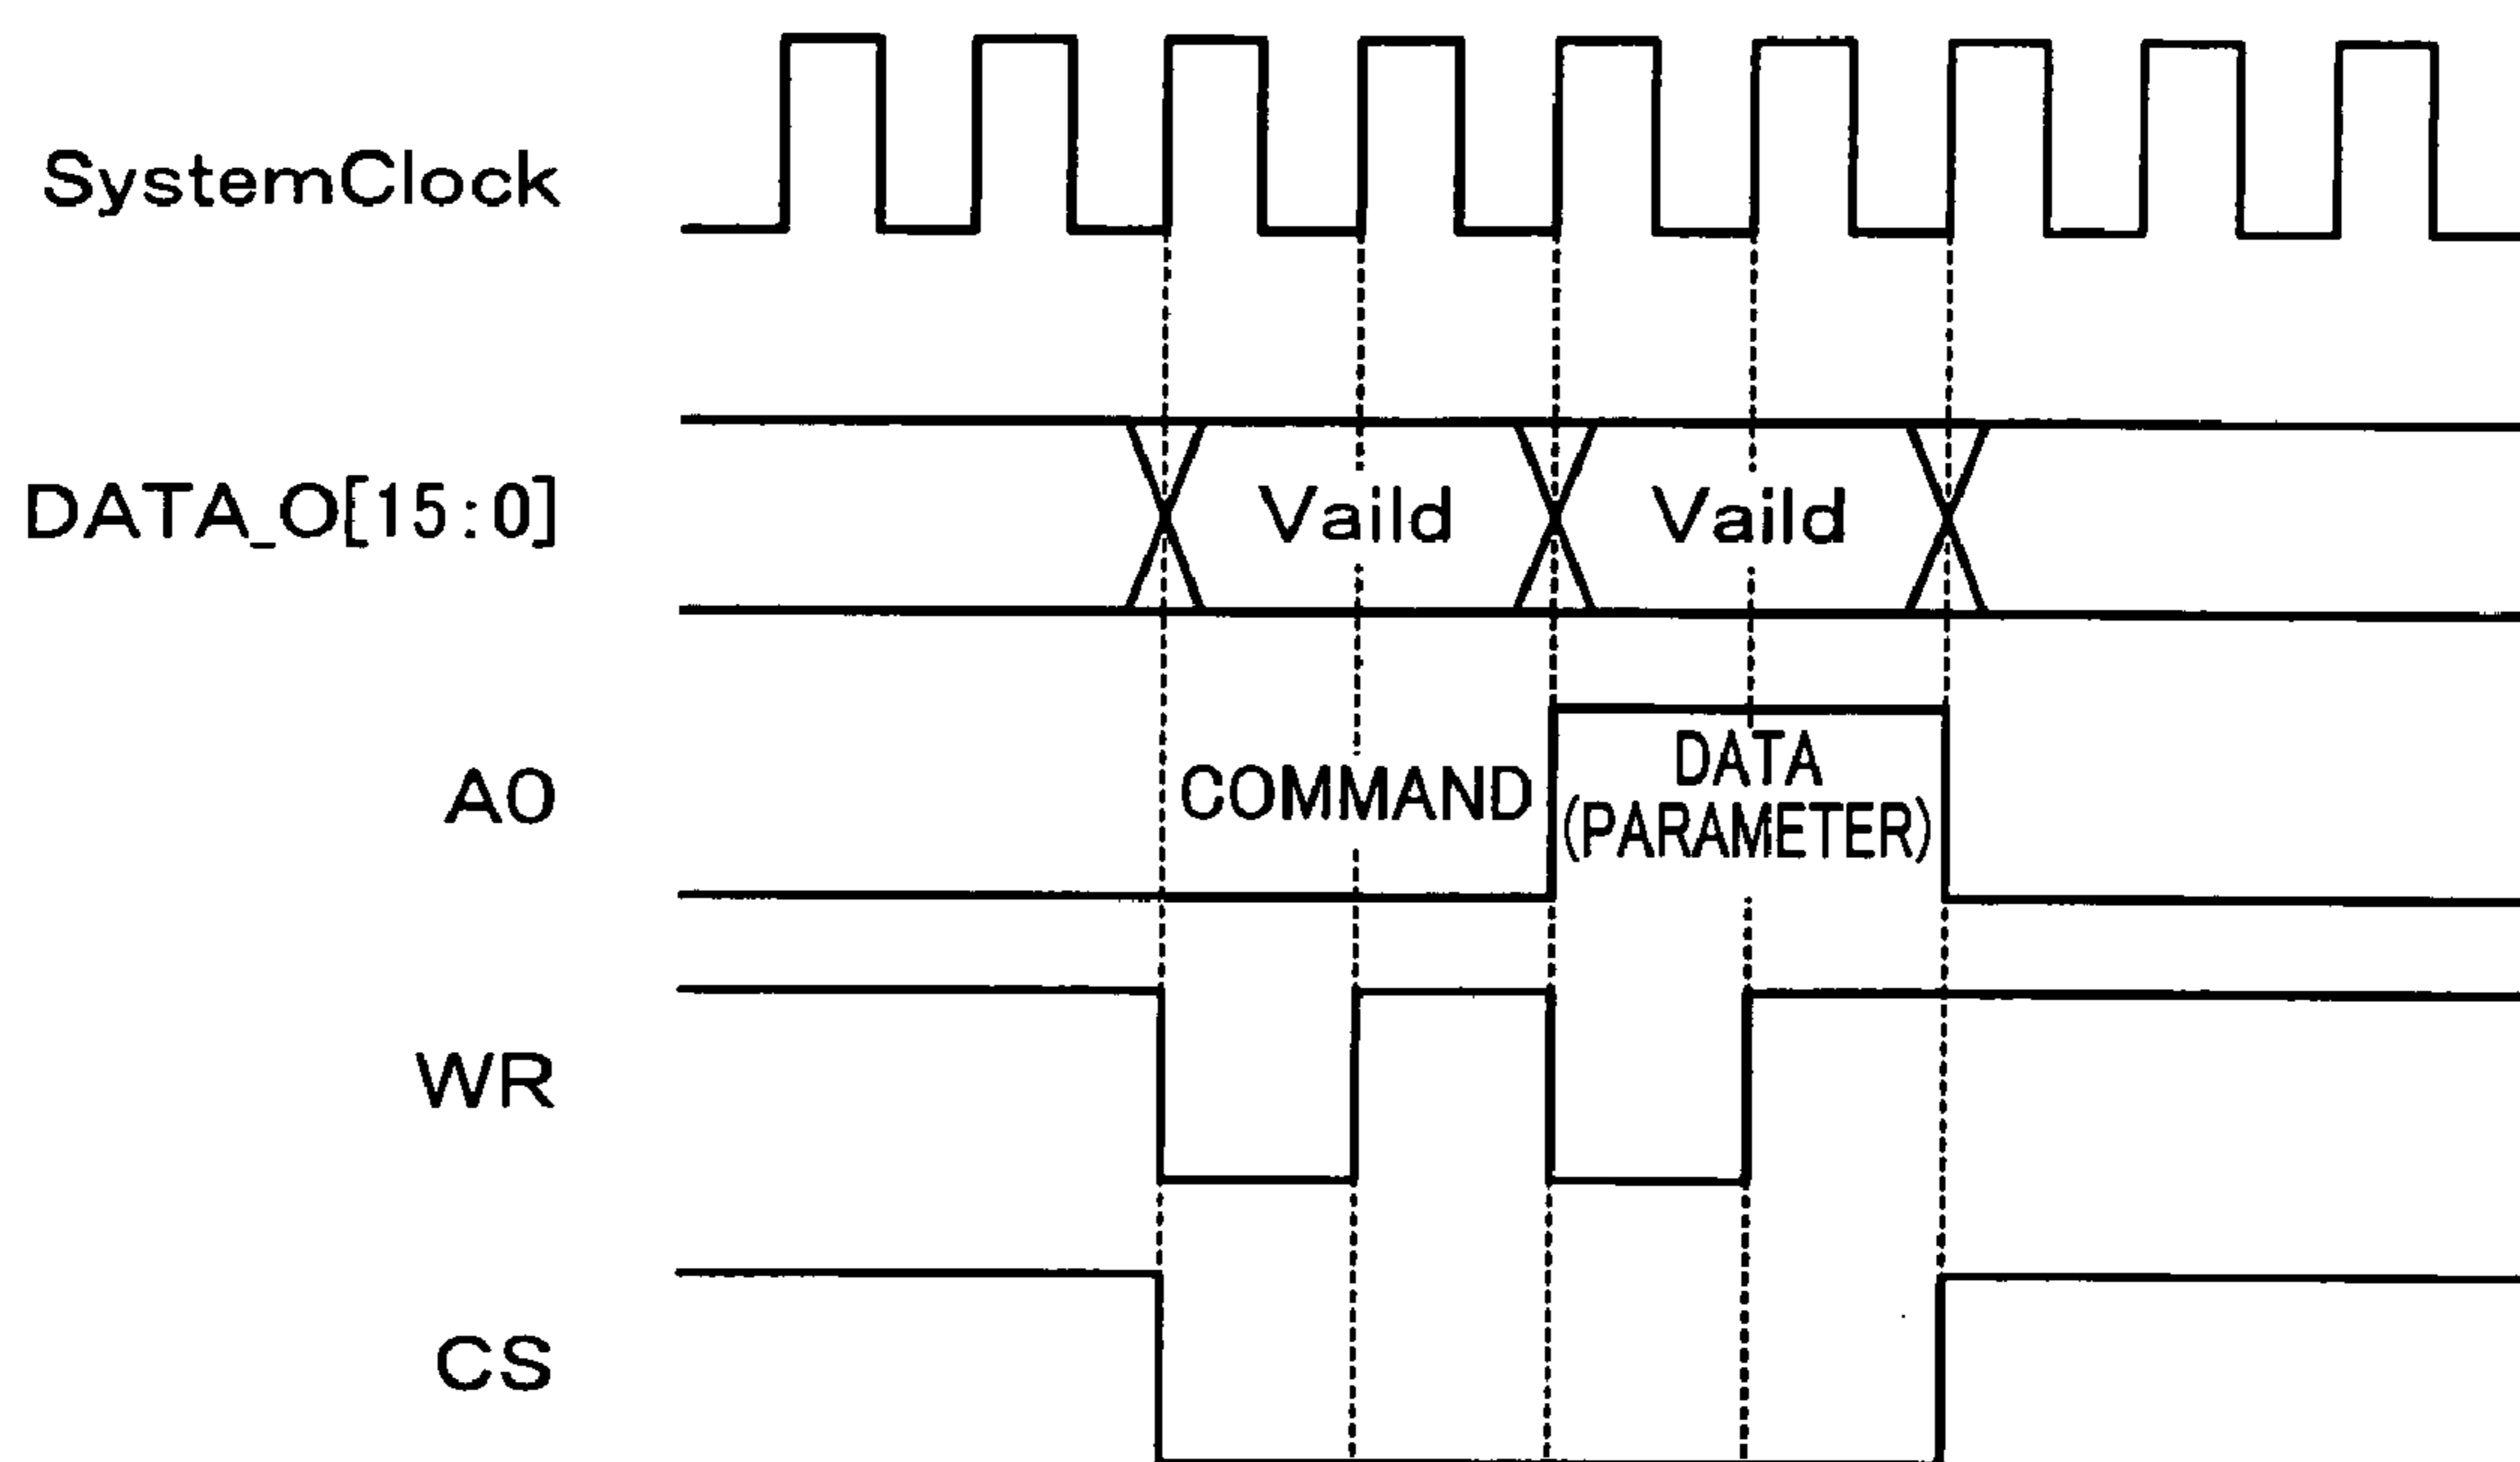 SystemClock
DATA_O[15:0]
Vaild
Vaild
A0
COMMAND
DATA
(PARAMETER)
WR
CS